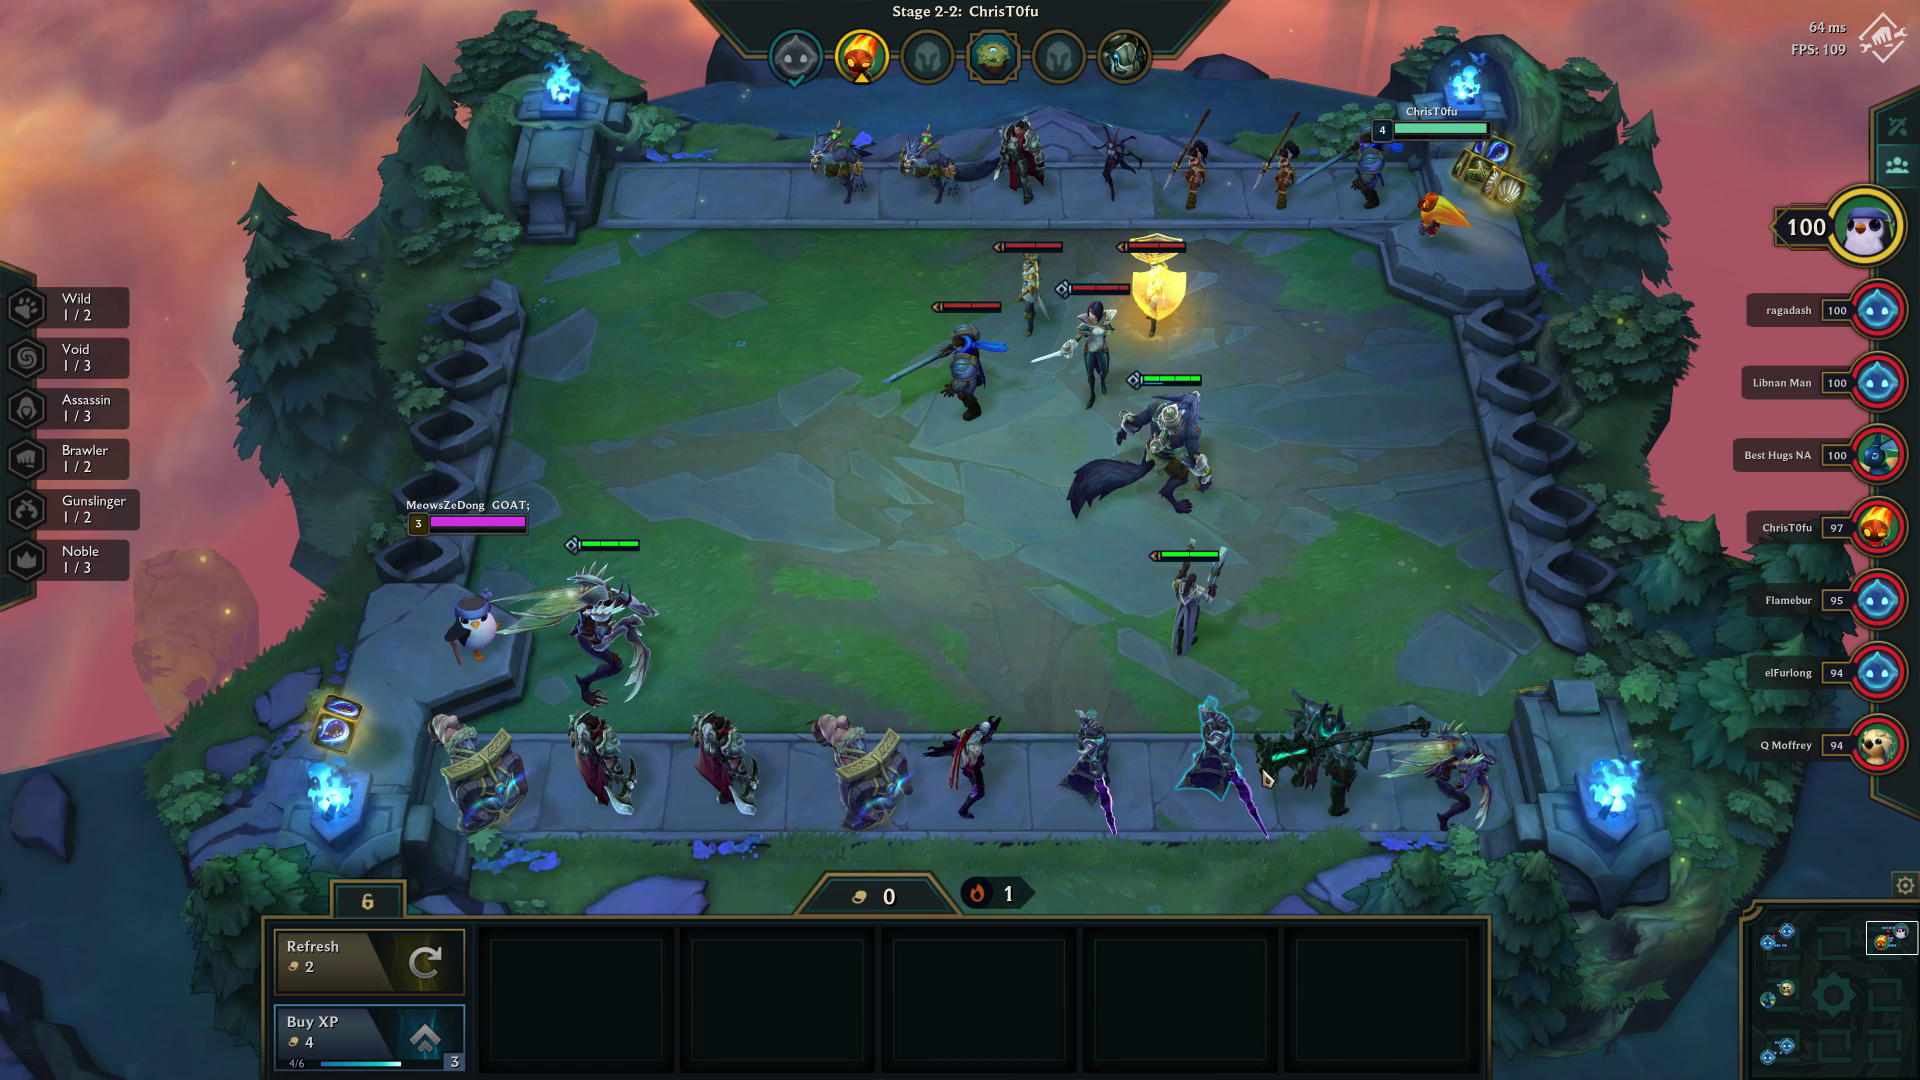 Stage 2-2: ChrisT0fu
64 ms
FPS: 109
ChrisT0fu
4
100
Wild
1 / 2
ragadash 100
Void
1 / 3
Libnan Man 100
Assassin
1 / 3
Brawler
1 / 2
Best Hugs NA 100
Gunslinger
1 / 2
MeowsZeDong GOAT;
3
ChrisT0fu 97
Noble
1 / 3
Flamebur 95
elFurlong 94
Q Moffrey 94
6
0
1
Refresh
2
Buy XP
4
4/6
3